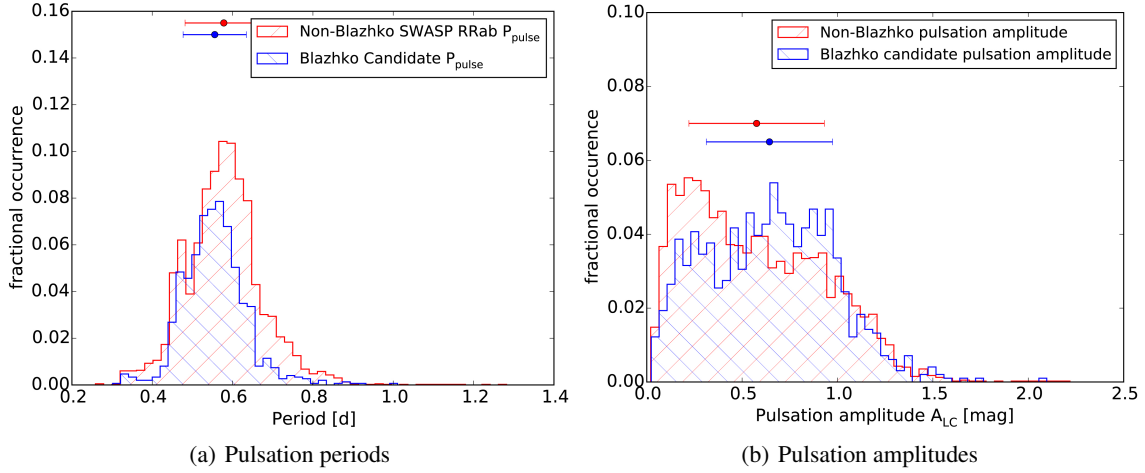 0.16
0.14
0.12
0.10
0.08
0.06
0.04
0.02
0.00
fractional occurrence
Non-Blazhko SWASP RRab P_pulse
Blazhko Candidate P_pulse
0.2 0.4 0.6 0.8 1.0 1.2 1.4
Period [d]
(a) Pulsation periods
0.10
0.08
0.06
0.04
0.02
0.00
fractional occurence
Non-Blazhko pulsation amplitude
Blazhko candidate pulsation amplitude
0.0 0.5 1.0 1.5 2.0 2.5
Pulsation amplitude A_LC [mag]
(b) Pulsation amplitudes